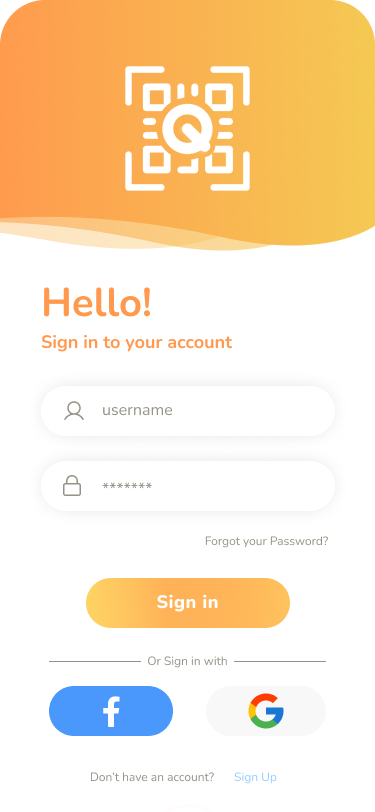 Hello!
Sign in to your account
username
*******
Forgot your Password?
Sign in
Or Sign in with
Don't have an account? Sign Up